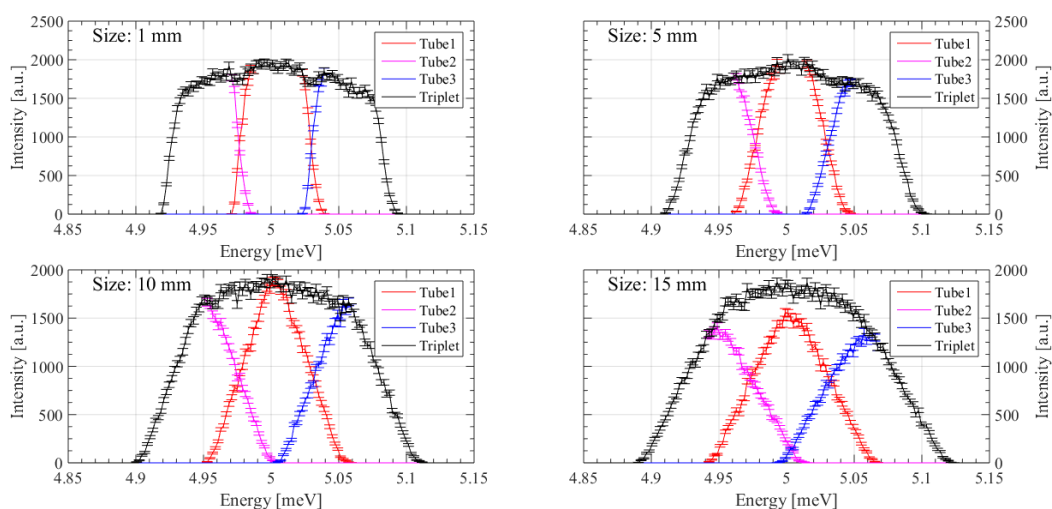 Size: 1 mm
Tube1
Tube2
Tube3
Triplet
2500
2000
1500
1000
500
0
Intensity [a.u.]
4.85 4.9 4.95 5 5.05 5.1 5.15
Energy [meV]
Size: 5 mm
Tube1
Tube2
Tube3
Triplet
2500
2000
1500
1000
500
0
Intensity [a.u.]
Intensity [a.u.]
4.85 4.9 4.95 5 5.05 5.1 5.15
Energy [meV]
Size: 10 mm
Tube1
Tube2
Tube3
Triplet
2000
1500
1000
500
0
Intensity [a.u.]
4.85 4.9 4.95 5 5.05 5.1 5.15
Energy [meV]
Size: 15 mm
Tube1
Tube2
Tube3
Triplet
2000
1500
1000
500
0
Intensity [a.u.]
4.85 4.9 4.95 5 5.05 5.1 5.15
Energy [meV]